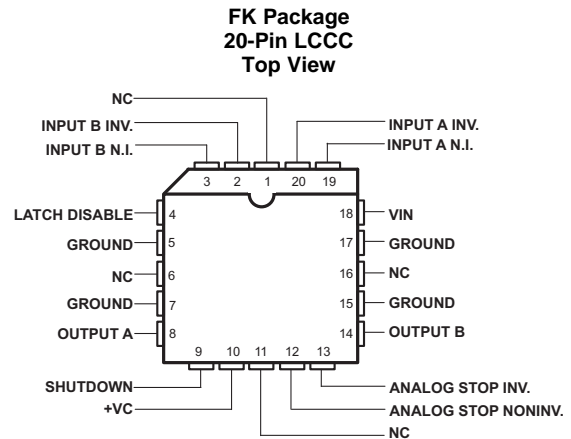 FK Package
20-Pin LCCC
Top View
NC
INPUT B INV.
INPUT A INV.
INPUT B N.I.
INPUT A N.I.
3 2 1 20 19
LATCH DISABLE 4
18 VIN
GROUND 5
17 GROUND
NC 6
16 NC
GROUND 7
15 GROUND
OUTPUT A 8
14 OUTPUT B
9 10 11 12 13
SHUTDOWN
ANALOG STOP INV.
+VC
ANALOG STOP NONINV.
NC